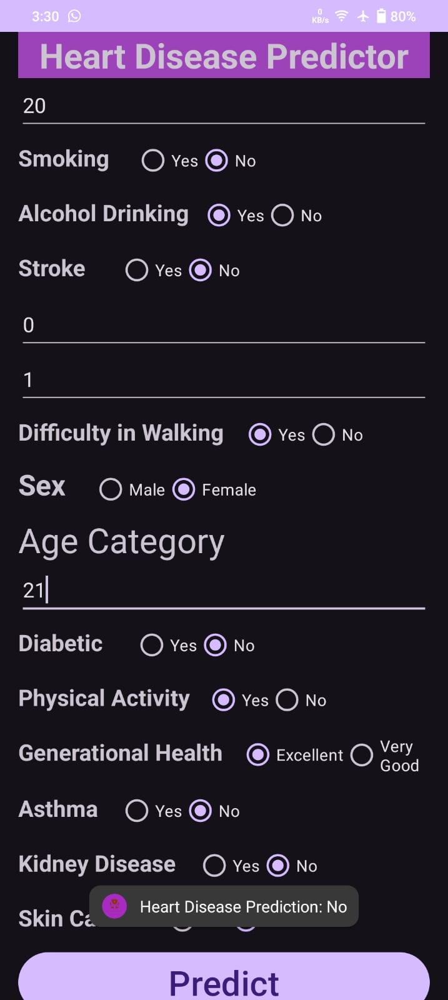 3:30 0 KB/s 80%
Heart Disease Predictor
20
Smoking Yes No
Alcohol Drinking Yes No
Stroke Yes No
0
1
Difficulty in Walking Yes No
Sex Male Female
Age Category
21
Diabetic Yes No
Physical Activity Yes No
Generational Health Excellent Very Good
Asthma Yes No
Kidney Disease Yes No
Heart Disease Prediction: No
Skin Ca
Predict